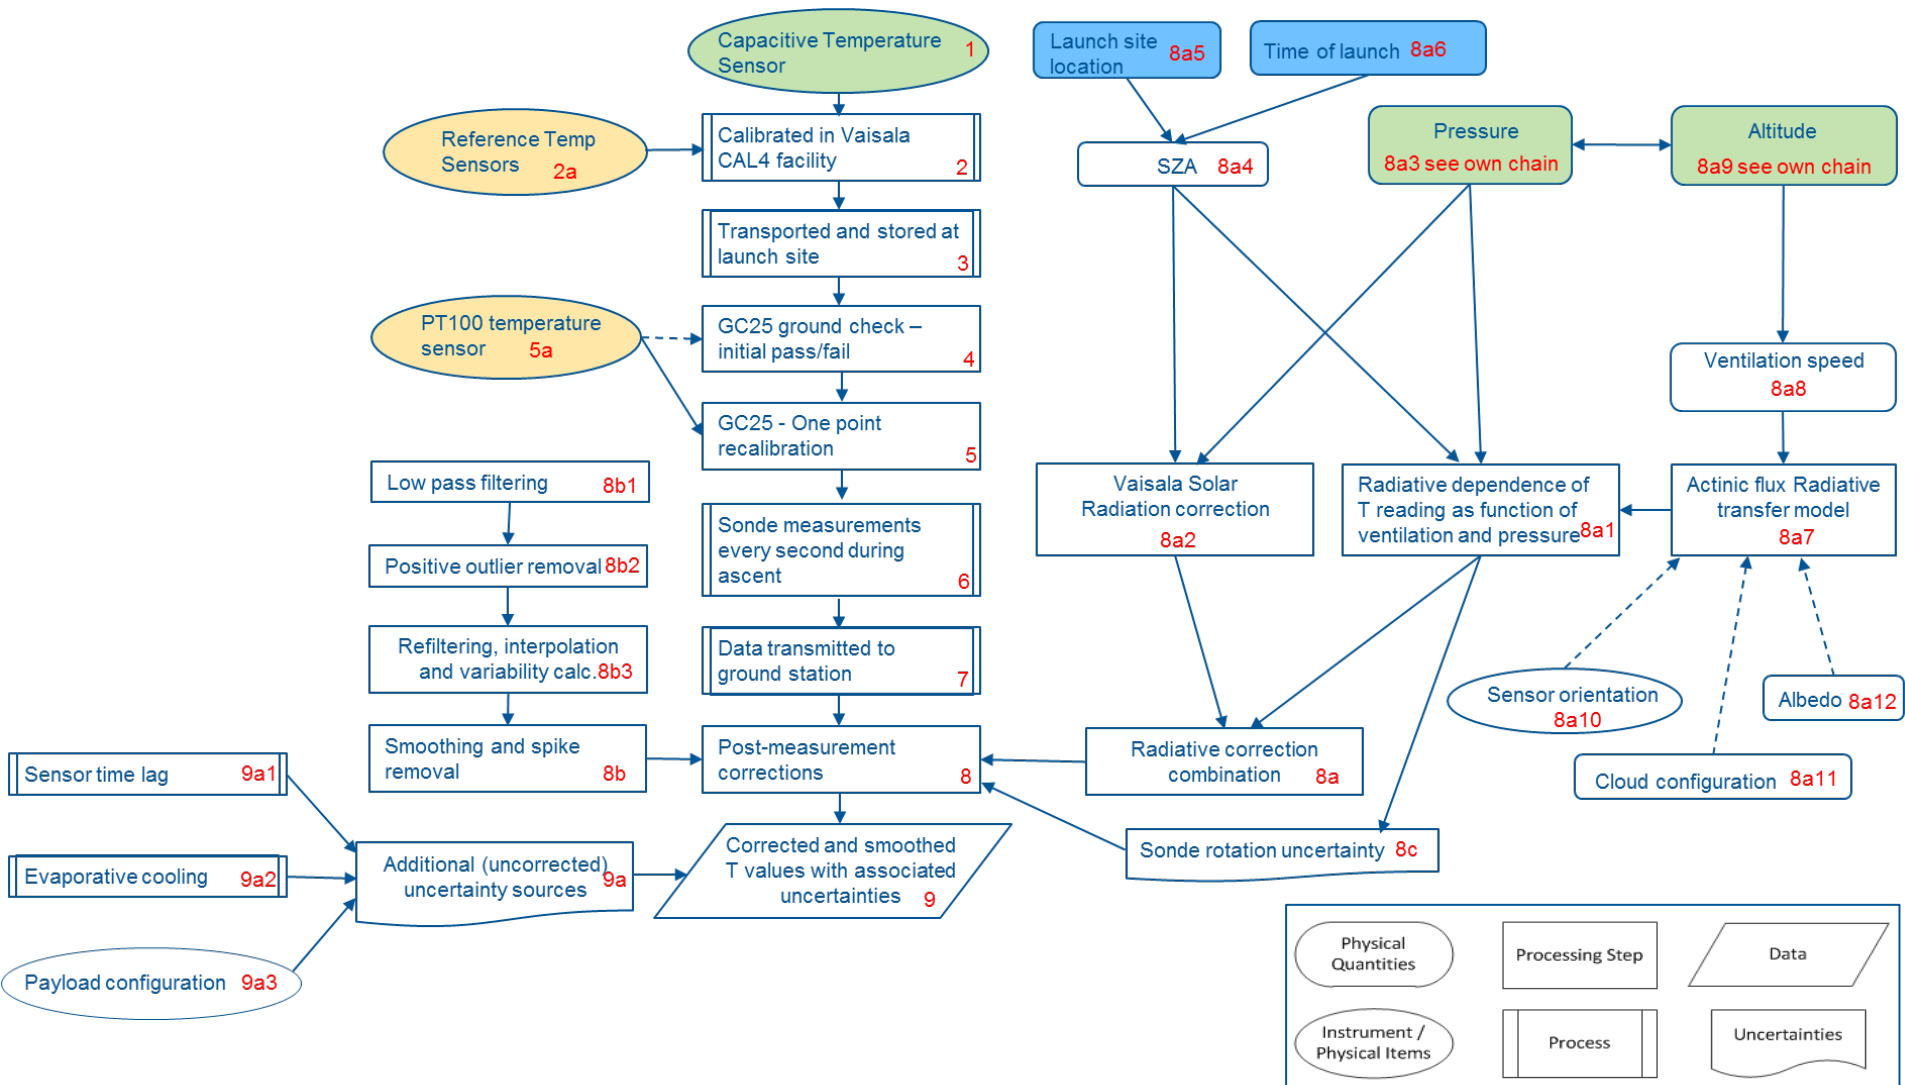 Capacitive Temperature
Sensor
1
Launch site
location
8a5
Time of launch 8a6
Reference Temp
Sensors
2a
Calibrated in Vaisala
CAL4 facility
2
SZA 8a4
Pressure
8a3 see own chain
Altitude
8a9 see own chain
Transported and stored at
launch site
3
PT100 temperature
sensor 5a
GC25 ground check –
initial pass/fail
4
Ventilation speed
8a8
GC25 - One point
recalibration
5
Low pass filtering 8b1
Vaisala Solar
Radiation correction
8a2
Radiative dependence of
T reading as function of
ventilation and pressure 8a1
Actinic flux Radiative
transfer model
8a7
Sonde measurements
every second during
ascent
6
Positive outlier removal 8b2
Refiltering, interpolation
and variability calc. 8b3
Data transmitted to
ground station
7
Sensor orientation
8a10
Albedo 8a12
Smoothing and spike
removal 8b
Post-measurement
corrections
8
Radiative correction
combination 8a
Cloud configuration 8a11
Sensor time lag 9a1
Evaporative cooling 9a2
Additional (uncorrected)
uncertainty sources 9a
Corrected and smoothed
T values with associated
uncertainties 9
Sonde rotation uncertainty 8c
Payload configuration 9a3
Physical
Quantities
Processing Step
Data
Instrument /
Physical Items
Process
Uncertainties